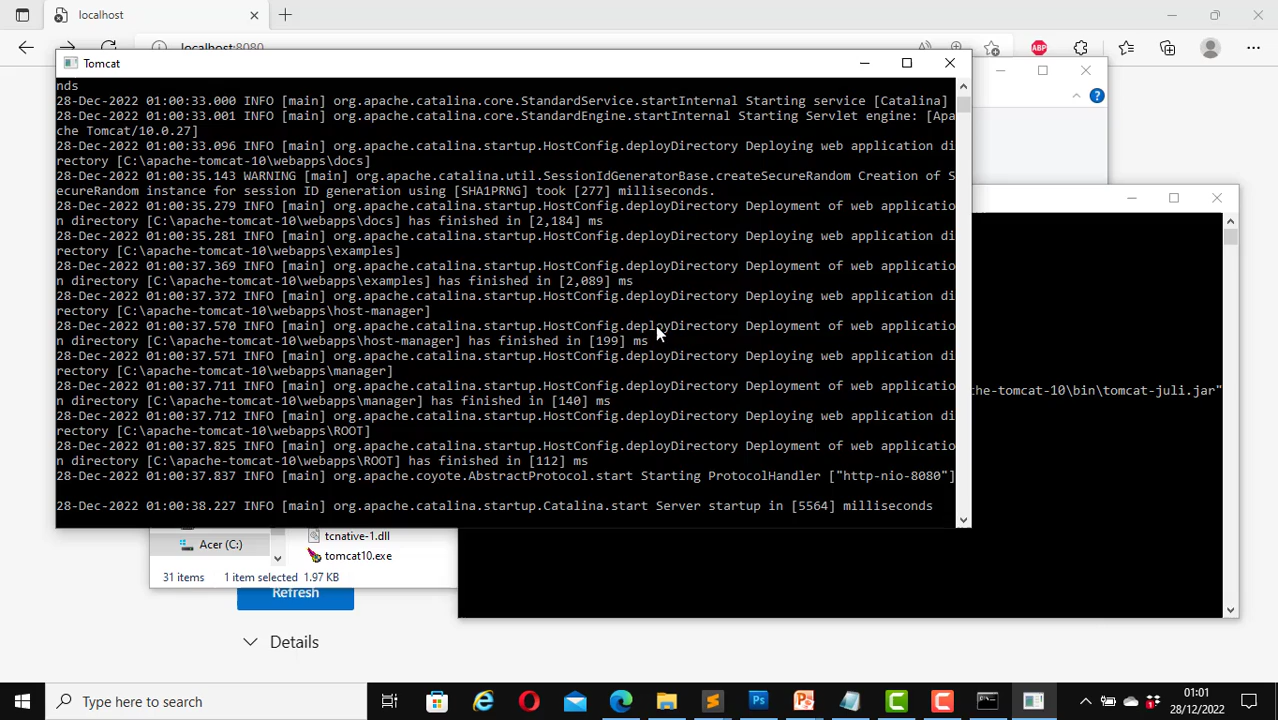 localhost
localhost:8080
Tomcat
nds
28-Dec-2022 01:00:33.000 INFO [main] org.apache.catalina.core.StandardService.startInternal Starting service [Catalina]
28-Dec-2022 01:00:33.001 INFO [main] org.apache.catalina.core.StandardEngine.startInternal Starting Servlet engine: [Apa
che Tomcat/10.0.27]
28-Dec-2022 01:00:33.096 INFO [main] org.apache.catalina.startup.HostConfig.deployDirectory Deploying web application di
rectory [C:\apache-tomcat-10\webapps\docs]
28-Dec-2022 01:00:35.143 WARNING [main] org.apache.catalina.util.SessionIdGeneratorBase.createSecureRandom Creation of S
ecureRandom instance for session ID generation using [SHA1PRNG] took [277] milliseconds.
28-Dec-2022 01:00:35.279 INFO [main] org.apache.catalina.startup.HostConfig.deployDirectory Deployment of web applicatio
n directory [C:\apache-tomcat-10\webapps\docs] has finished in [2,184] ms
28-Dec-2022 01:00:35.281 INFO [main] org.apache.catalina.startup.HostConfig.deployDirectory Deploying web application di
rectory [C:\apache-tomcat-10\webapps\examples]
28-Dec-2022 01:00:37.369 INFO [main] org.apache.catalina.startup.HostConfig.deployDirectory Deployment of web applicatio
n directory [C:\apache-tomcat-10\webapps\examples] has finished in [2,089] ms
28-Dec-2022 01:00:37.372 INFO [main] org.apache.catalina.startup.HostConfig.deployDirectory Deploying web application di
rectory [C:\apache-tomcat-10\webapps\host-manager]
28-Dec-2022 01:00:37.570 INFO [main] org.apache.catalina.startup.HostConfig.deployDirectory Deployment of web applicatio
n directory [C:\apache-tomcat-10\webapps\host-manager] has finished in [199] ms
28-Dec-2022 01:00:37.571 INFO [main] org.apache.catalina.startup.HostConfig.deployDirectory Deploying web application di
rectory [C:\apache-tomcat-10\webapps\manager]
28-Dec-2022 01:00:37.711 INFO [main] org.apache.catalina.startup.HostConfig.deployDirectory Deployment of web applicatio
n directory [C:\apache-tomcat-10\webapps\manager] has finished in [140] ms
28-Dec-2022 01:00:37.712 INFO [main] org.apache.catalina.startup.HostConfig.deployDirectory Deploying web application di
rectory [C:\apache-tomcat-10\webapps\ROOT]
28-Dec-2022 01:00:37.825 INFO [main] org.apache.catalina.startup.HostConfig.deployDirectory Deployment of web applicatio
n directory [C:\apache-tomcat-10\webapps\ROOT] has finished in [112] ms
28-Dec-2022 01:00:37.837 INFO [main] org.apache.coyote.AbstractProtocol.start Starting ProtocolHandler ["http-nio-8080"]
28-Dec-2022 01:00:38.227 INFO [main] org.apache.catalina.startup.Catalina.start Server startup in [5564] milliseconds
che-tomcat-10\bin\tomcat-juli.jar"
Acer (C:)
tcnative-1.dll
tomcat10.exe
31 items 1 item selected 1.97 KB
Refresh
Details
Type here to search
01:01
28/12/2022
ABP